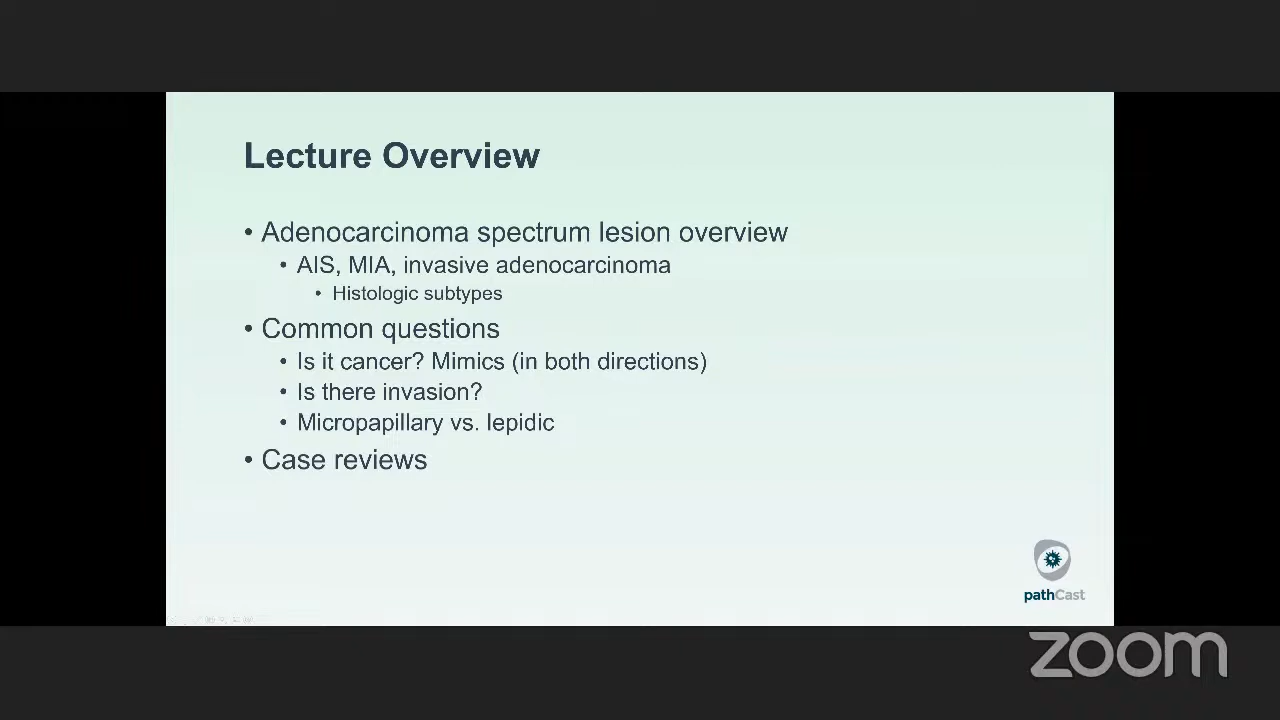 Lecture Overview
• Adenocarcinoma spectrum lesion overview
• AIS, MIA, invasive adenocarcinoma
• Histologic subtypes
• Common questions
• Is it cancer? Mimics (in both directions)
• Is there invasion?
• Micropapillary vs. lepidic
• Case reviews
pathCast
zoom